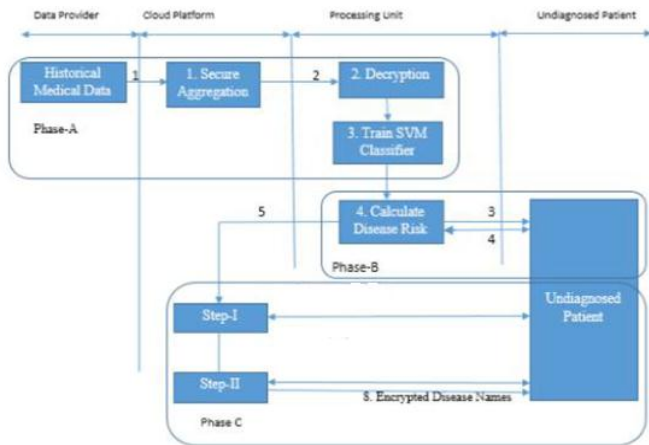 Data Provider
Cloud Platform
Processing Unit
Undiagnosed Patient
Historical
Medical Data
1
1. Secure
Aggregation
2
2. Decryption
Phase-A
3. Train SVM
Classifier
5
4. Calculate
Disease Risk
3
4
Phase-B
Undiagnosed
Patient
Step-I
Step-II
8. Encrypted Disease Names
Phase C